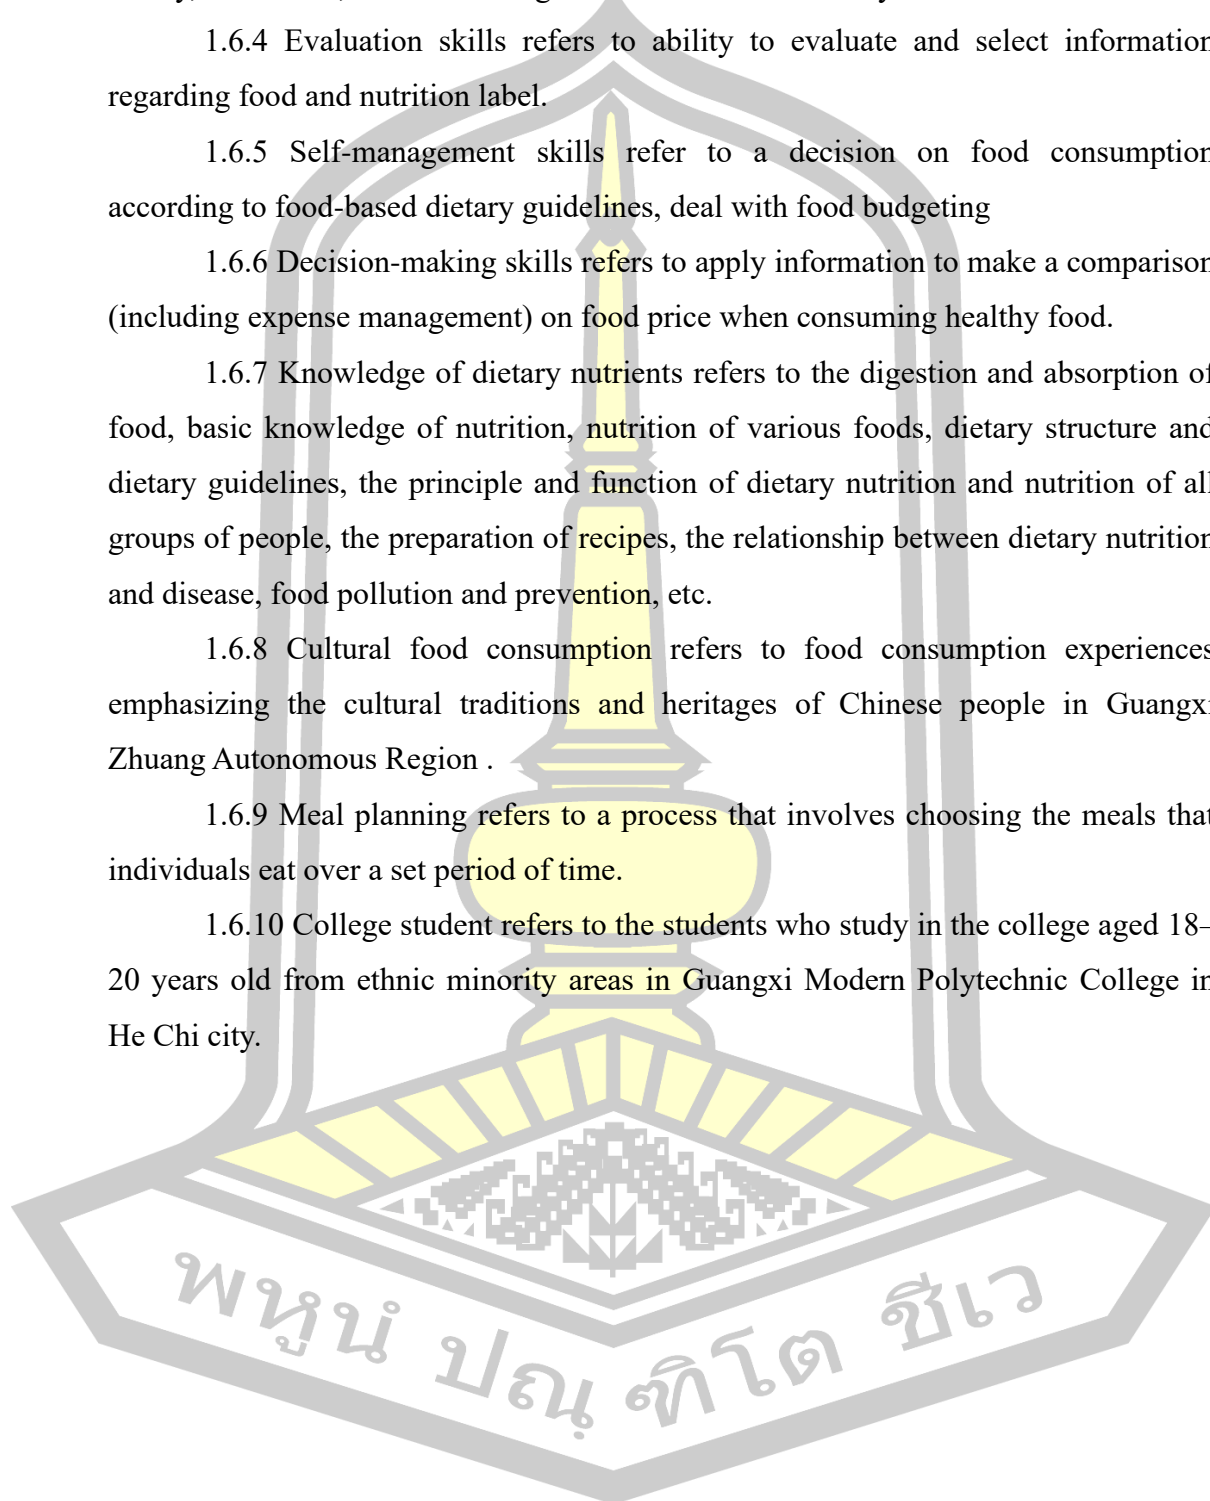 1.6.4 Evaluation skills refers to ability to evaluate and select information
regarding food and nutrition label.
1.6.5 Self-management skills refer to a decision on food consumption
according to food-based dietary guidelines, deal with food budgeting
1.6.6 Decision-making skills refers to apply information to make a comparison
(including expense management) on food price when consuming healthy food.
1.6.7 Knowledge of dietary nutrients refers to the digestion and absorption of
food, basic knowledge of nutrition, nutrition of various foods, dietary structure and
dietary guidelines, the principle and function of dietary nutrition and nutrition of all
groups of people, the preparation of recipes, the relationship between dietary nutrition
and disease, food pollution and prevention, etc.
1.6.8 Cultural food consumption refers to food consumption experiences
emphasizing the cultural traditions and heritages of Chinese people in Guangxi
Zhuang Autonomous Region .
1.6.9 Meal planning refers to a process that involves choosing the meals that
individuals eat over a set period of time.
1.6.10 College student refers to the students who study in the college aged 18–
20 years old from ethnic minority areas in Guangxi Modern Polytechnic College in
He Chi city.
พหูนํ ปณฺ ฑิโต ชีเว